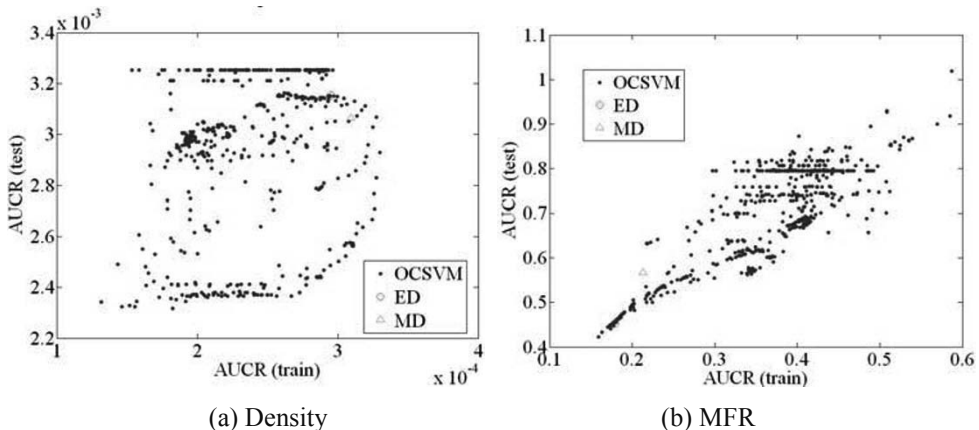 x 10⁻³
3.4
3.2
3
2.8
2.6
2.4
2.2
AUCR (test)
OCSVM
ED
MD
1
2
3
4
AUCR (train)
x 10⁻⁴
(a) Density
1.1
1
0.9
0.8
0.7
0.6
0.5
0.4
AUCR (test)
OCSVM
ED
MD
0.1
0.2
0.3
0.4
0.5
0.6
AUCR (train)
(b) MFR